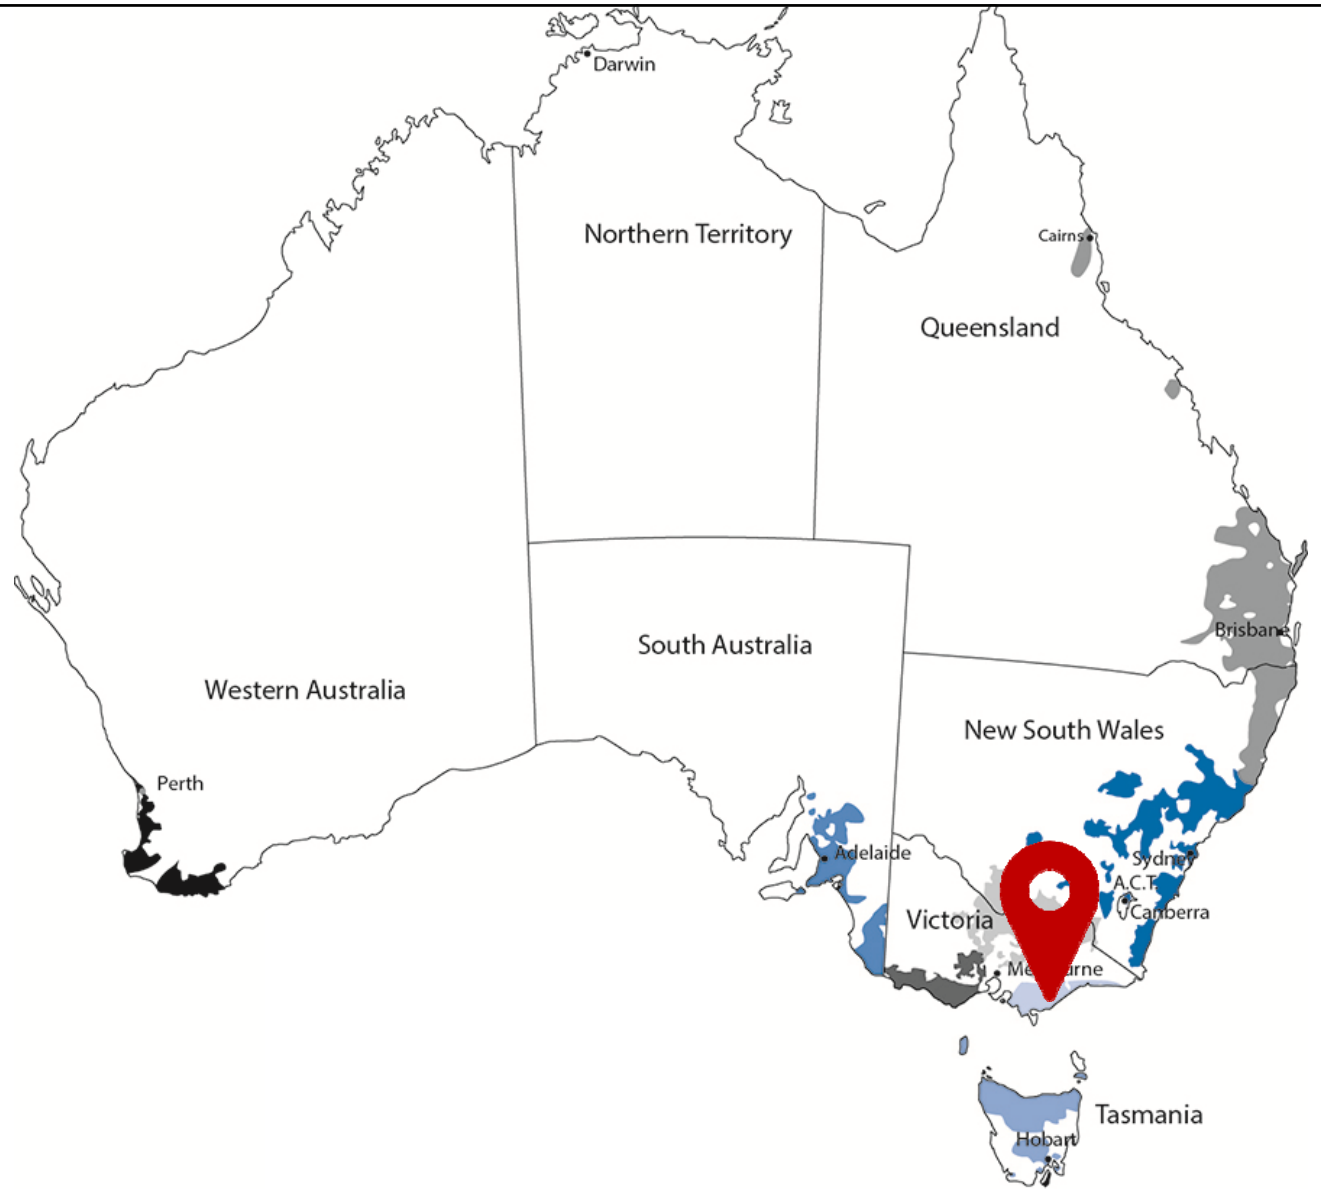 Darwin
Northern Territory
Cairns
Queensland
Brisbane
South Australia
Western Australia
New South Wales
Perth
Adelaide
Sydney
A.C.T.
Canberra
Victoria
Tasmania
Hobart